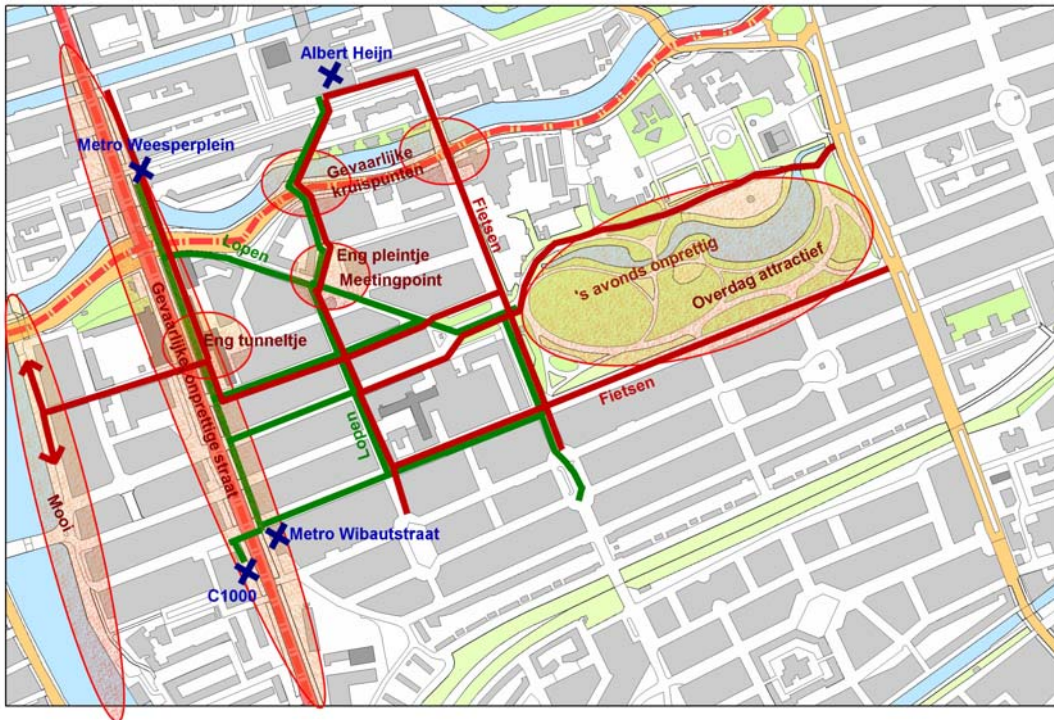 Albert Heijn
Metro Weesperplein
Gevaarlijke
kruispunten
Fietsen
Lopen
Eng pleintje
Meetingpoint
's avonds onprettig
Overdag attractief
Gevaarlijke onprettige straat
Eng tunneltje
Fietsen
Lopen
Mooi
Metro Wibautstraat
C1000